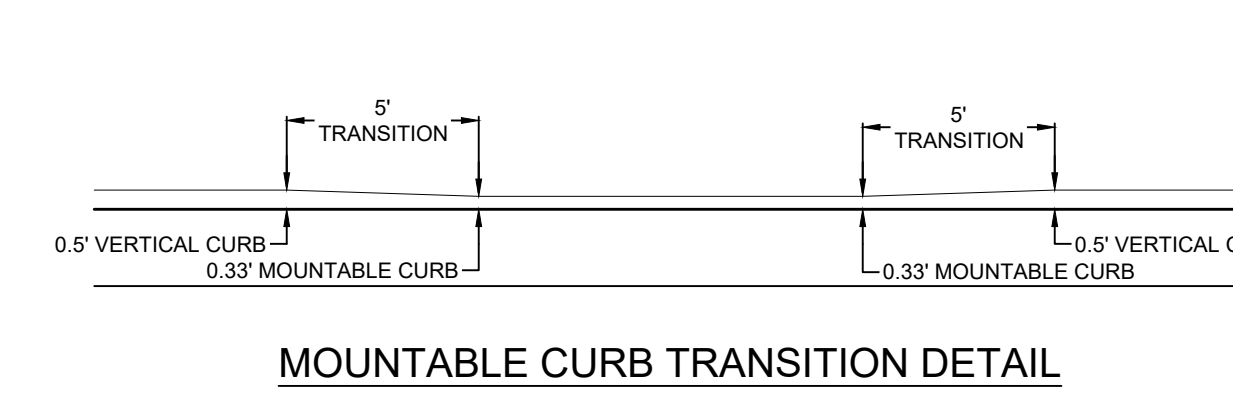 5'
TRANSITION
5'
TRANSITION
0.5' VERTICAL CURB
0.33' MOUNTABLE CURB
0.5' VERTICAL
0.33' MOUNTABLE CURB
MOUNTABLE CURB TRANSITION DETAIL